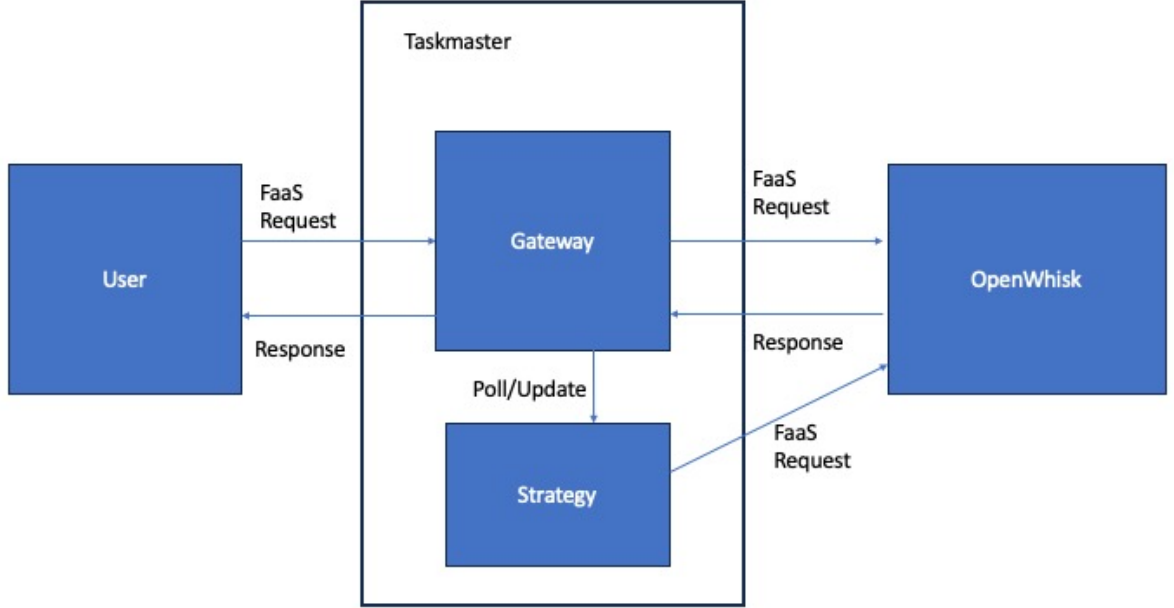 Taskmaster
FaaS
Request
FaaS
Request
User
Gateway
OpenWhisk
Response
Response
Poll/Update
FaaS
Request
Strategy